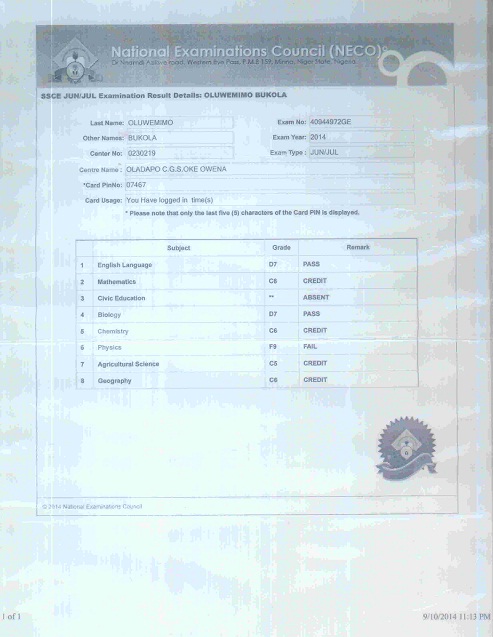 National Examinations Council (NECO)
Dr Nnamdi Azikiwe road, Western Bye Pass, P.M.B 159, Minna, Niger State, Nigeria.
SSCE JUN/JUL Examination Result Details: OLUWEMIMO BUKOLA
Last Name: OLUWEMIMO Exam No: 40944972GE
Other Names: BUKOLA Exam Year: 2014
Center No: 0230219 Exam Type : JUN/JUL
Centre Name : OLADAPO C.G.S.OKE OWENA
*Card PinNo: 07467
Card Usage: You Have logged in time(s)
* Please note that only the last five (5) characters of the Card PIN is displayed.
Subject Grade Remark
1 English Language D7 PASS
2 Mathematics C6 CREDIT
3 Civic Education ** ABSENT
4 Biology D7 PASS
5 Chemistry C6 CREDIT
6 Physics F9 FAIL
7 Agricultural Science C5 CREDIT
8 Geography C6 CREDIT
© 2014 National Examinations Council
1 of 1 9/10/2014 11:13 PM